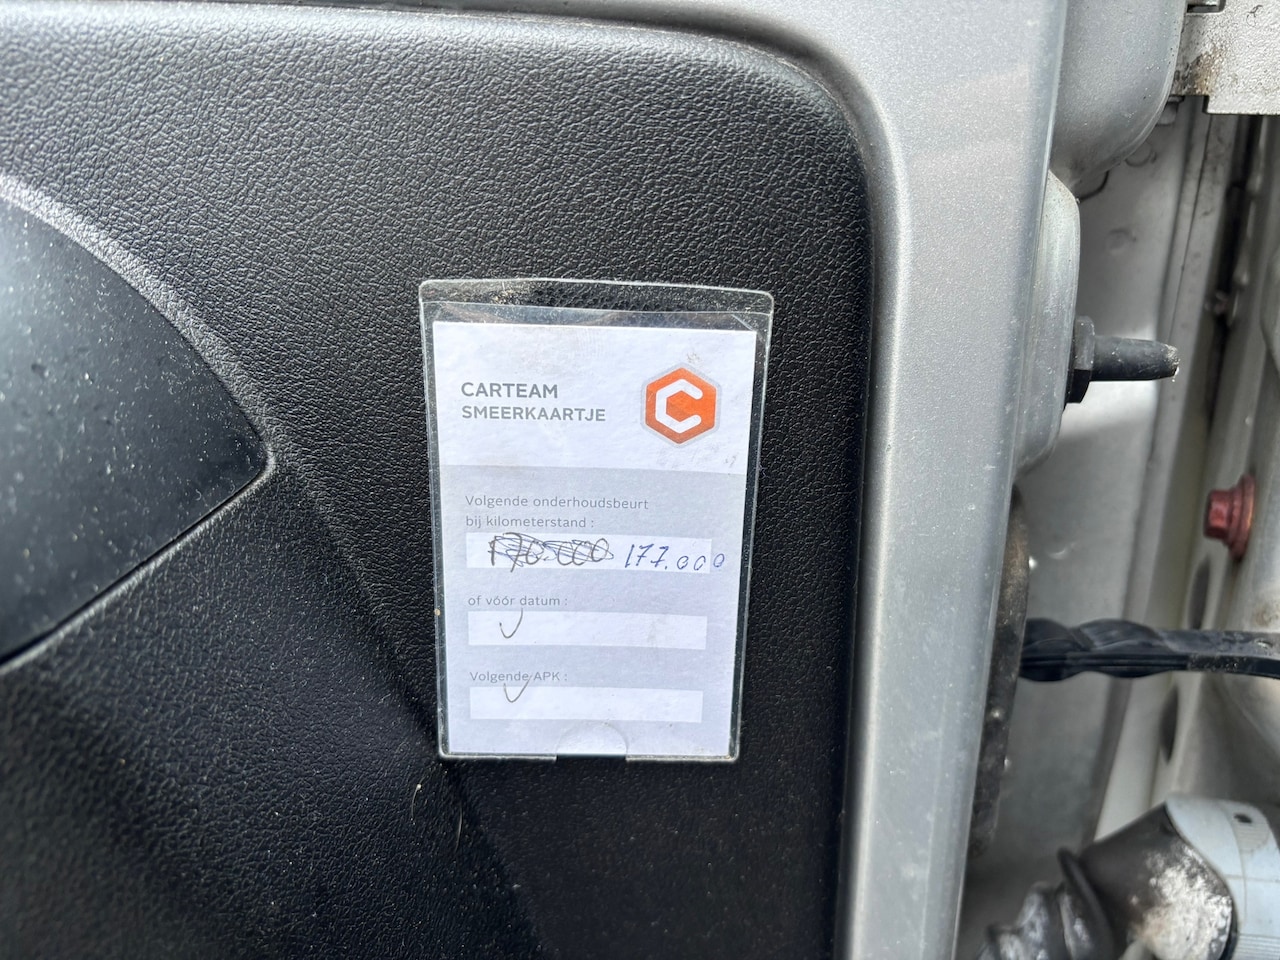 CARTEAM
SMEERKAARTJE
Volgende onderhoudsbeurt
bij kilometerstand :
177.000
of vóór datum :
Volgende APK :